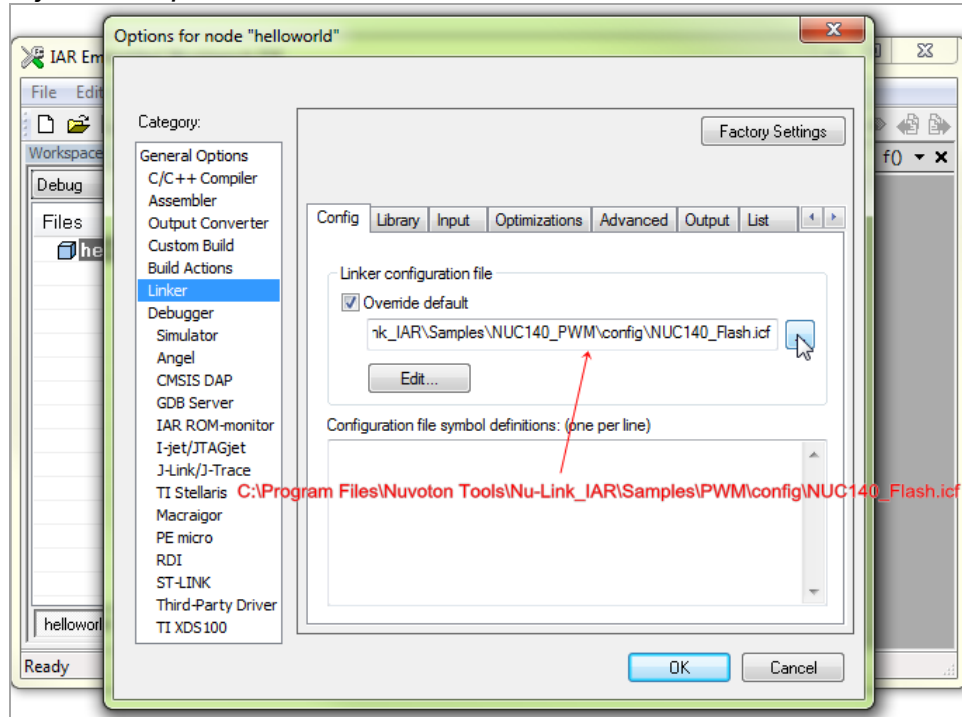 Options for node "helloworld"
IAR Em
File Edit
Workspace
f()
Debug
Files
he
Category:
General Options
C/C++ Compiler
Assembler
Output Converter
Custom Build
Build Actions
Linker
Debugger
Simulator
Angel
CMSIS DAP
GDB Server
IAR ROM-monitor
I-jet/JTAGjet
J-Link/J-Trace
TI Stellaris
Macraigor
PE micro
RDI
ST-LINK
Third-Party Driver
TI XDS100
Factory Settings
Config Library Input Optimizations Advanced Output List
Linker configuration file
Override default
nk_IAR\Samples\NUC140_PWM\config\NUC140_Flash.icf
Edit...
Configuration file symbol definitions: (one per line)
C:\Program Files\Nuvoton Tools\Nu-Link_IAR\Samples\PWM\config\NUC140_Flash.icf
helloworl
Ready
OK Cancel